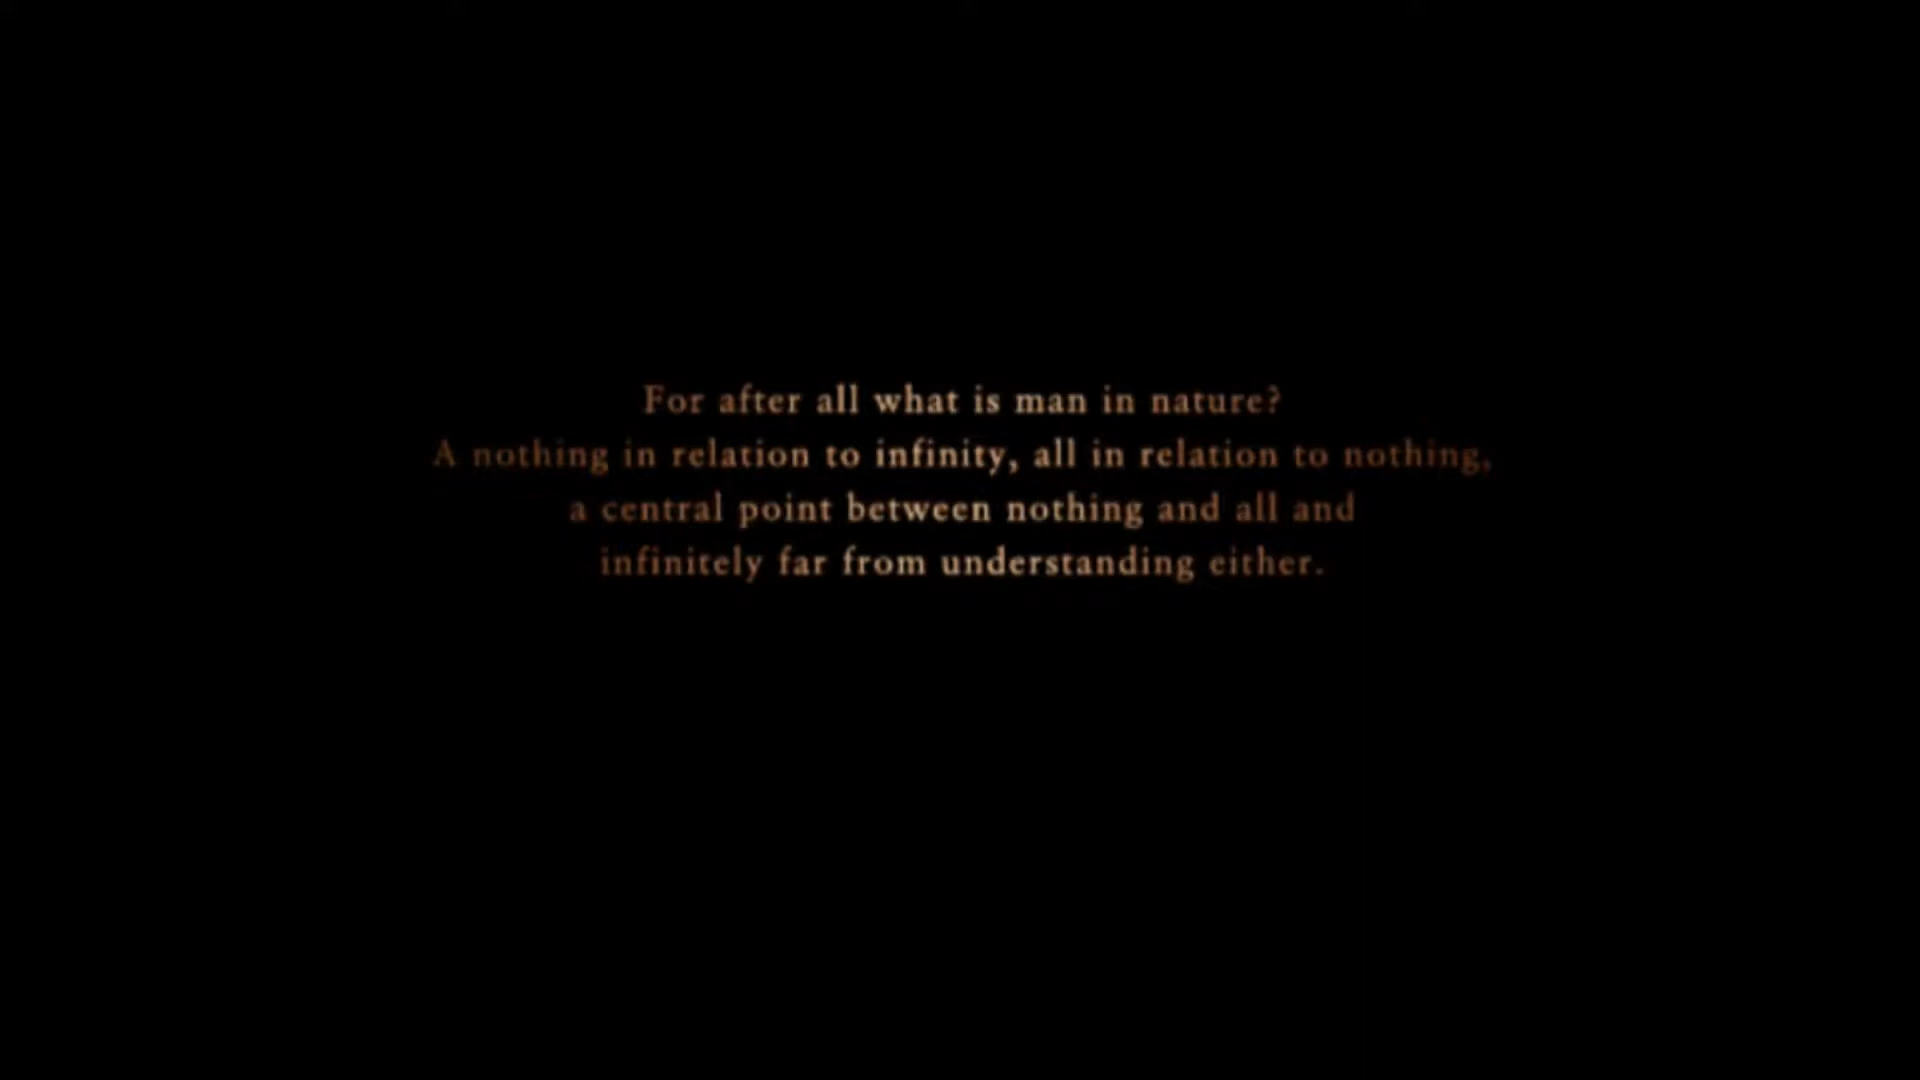 For after all what is man in nature?
A nothing in relation to infinity, all in relation to nothing,
a central point between nothing and all and
infinitely far from understanding either.